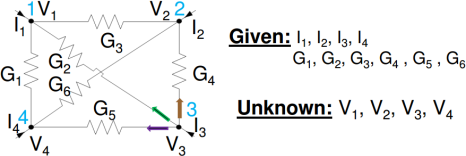 1 V₁ V₂ 2
I₁ G₃ I₂
Given: I₁, I₂, I₃, I₄
G₁ G₂ G₆ G₄
G₁, G₂, G₃, G₄ , G₅ , G₆
4 G₅ 3
Unknown: V₁, V₂, V₃, V₄
I₄ I₃
V₄ V₃